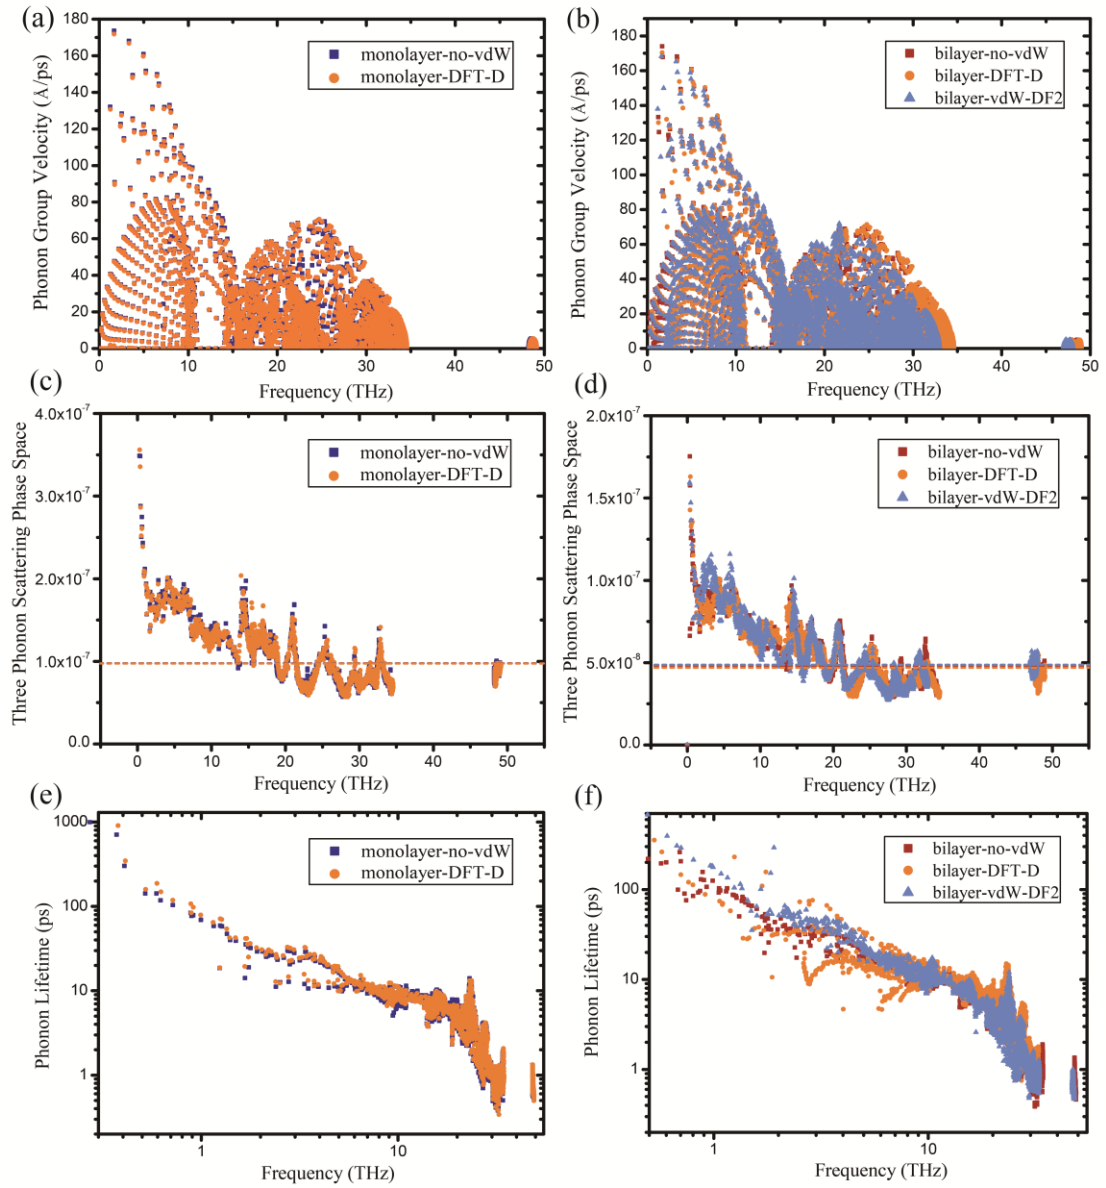 (a)
180
160
140
120
100
80
60
40
20
0
Phonon Group Velocity (Å/ps)
monolayer-no-vdW
monolayer-DFT-D
0 10 20 30 40 50
Frequency (THz)
(b)
180
160
140
120
100
80
60
40
20
0
Phonon Group Velocity (Å/ps)
bilayer-no-vdW
bilayer-DFT-D
bilayer-vdW-DF2
0 10 20 30 40 50
Frequency (THz)
(c)
4.0x10-7
3.0x10-7
2.0x10-7
1.0x10-7
0.0
Three Phonon Scattering Phase Space
monolayer-no-vdW
monolayer-DFT-D
0 10 20 30 40 50
Frequency (THz)
(d)
2.0x10-7
1.5x10-7
1.0x10-7
5.0x10-8
0.0
Three Phonon Scattering Phase Space
bilayer-no-vdW
bilayer-DFT-D
bilayer-vdW-DF2
0 10 20 30 40 50
Frequency (THz)
(e)
1000
100
10
1
Phonon Lifetime (ps)
monolayer-no-vdW
monolayer-DFT-D
1 10
Frequency (THz)
(f)
100
10
1
Phonon Lifetime (ps)
bilayer-no-vdW
bilayer-DFT-D
bilayer-vdW-DF2
1 10
Frequency (THz)